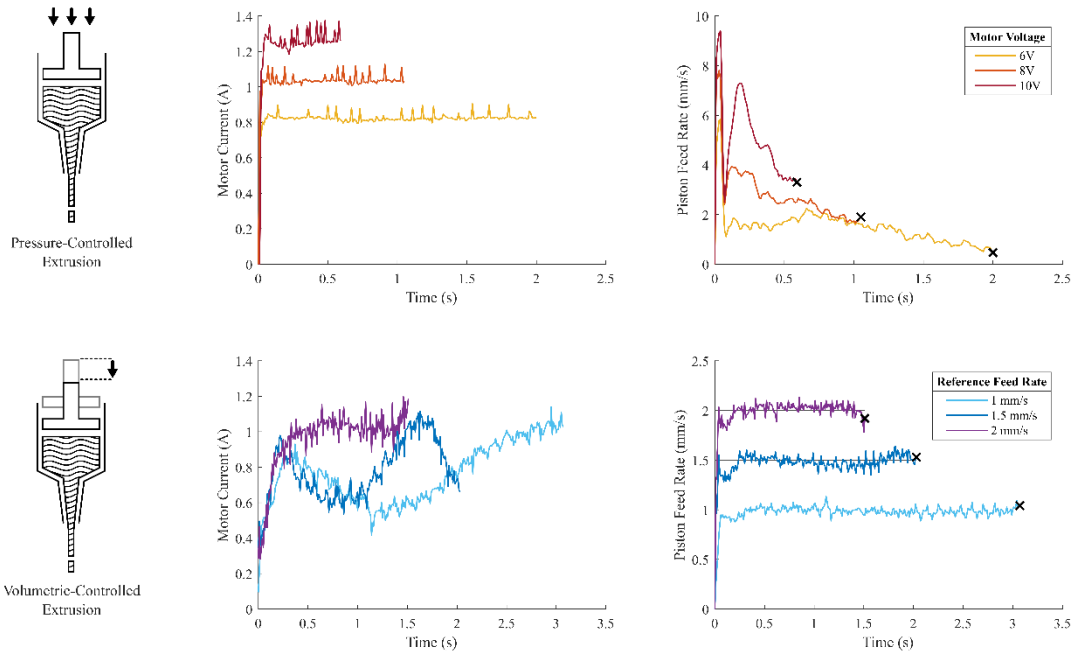 Pressure-Controlled
Extrusion
1.4
1.2
1
0.8
0.6
0.4
0.2
0
Motor Current (A)
0 0.5 1 1.5 2 2.5
Time (s)
10
8
6
4
2
0
Piston Feed Rate (mm/s)
0 0.5 1 1.5 2 2.5
Time (s)
Motor Voltage
6V
8V
10V
Volumetric-Controlled
Extrusion
1.4
1.2
1
0.8
0.6
0.4
0.2
0
Motor Current (A)
0 0.5 1 1.5 2 2.5 3 3.5
Time (s)
2.5
2
1.5
1
0.5
0
Piston Feed Rate (mm/s)
0 0.5 1 1.5 2 2.5 3 3.5
Time (s)
Reference Feed Rate
1 mm/s
1.5 mm/s
2 mm/s